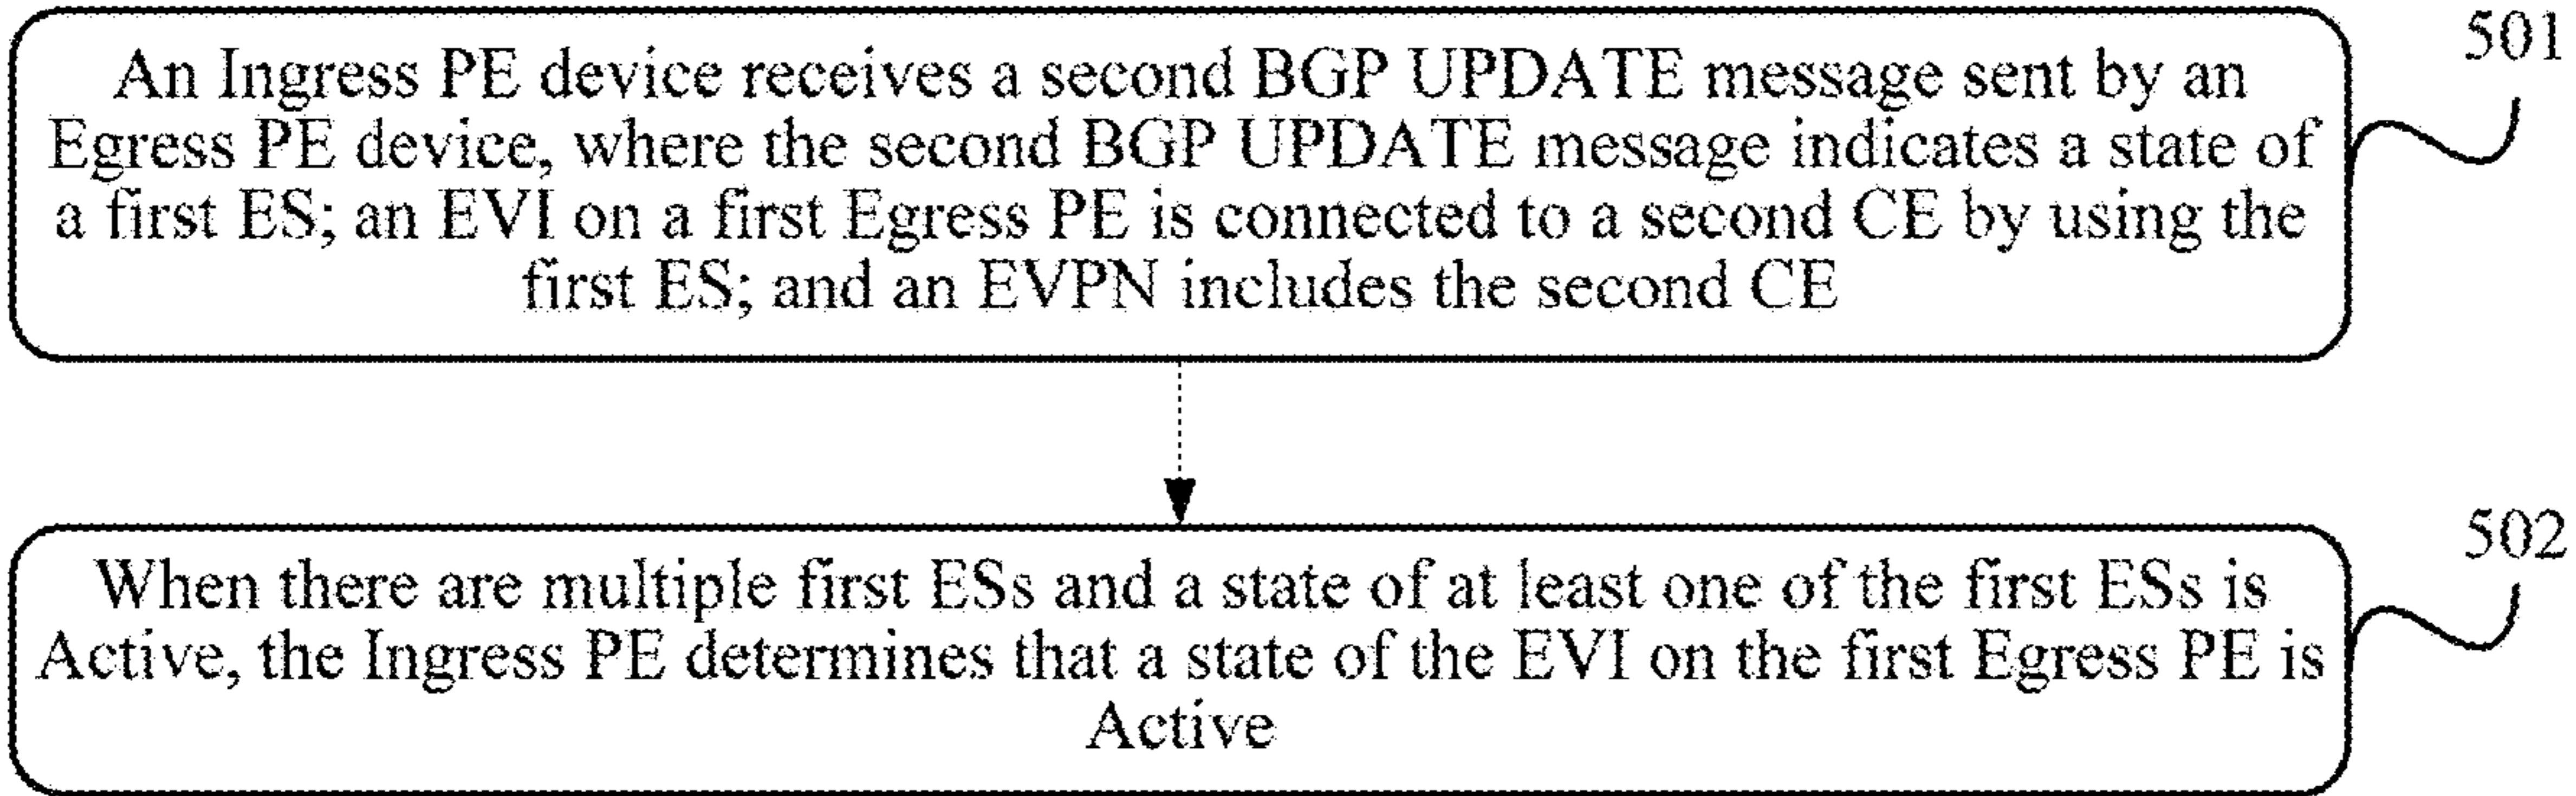 An Ingress PE device receives a second BGP UPDATE message sent by an
Egress PE device, where the second BGP UPDATE message indicates a state of
a first ES; an EVI on a first Egress PE is connected to a second CE by using the
first ES; and an EVPN includes the second CE
501
When there are multiple first ESs and a state of at least one of the first ESs is
Active, the Ingress PE determines that a state of the EVI on the first Egress PE is
Active
502